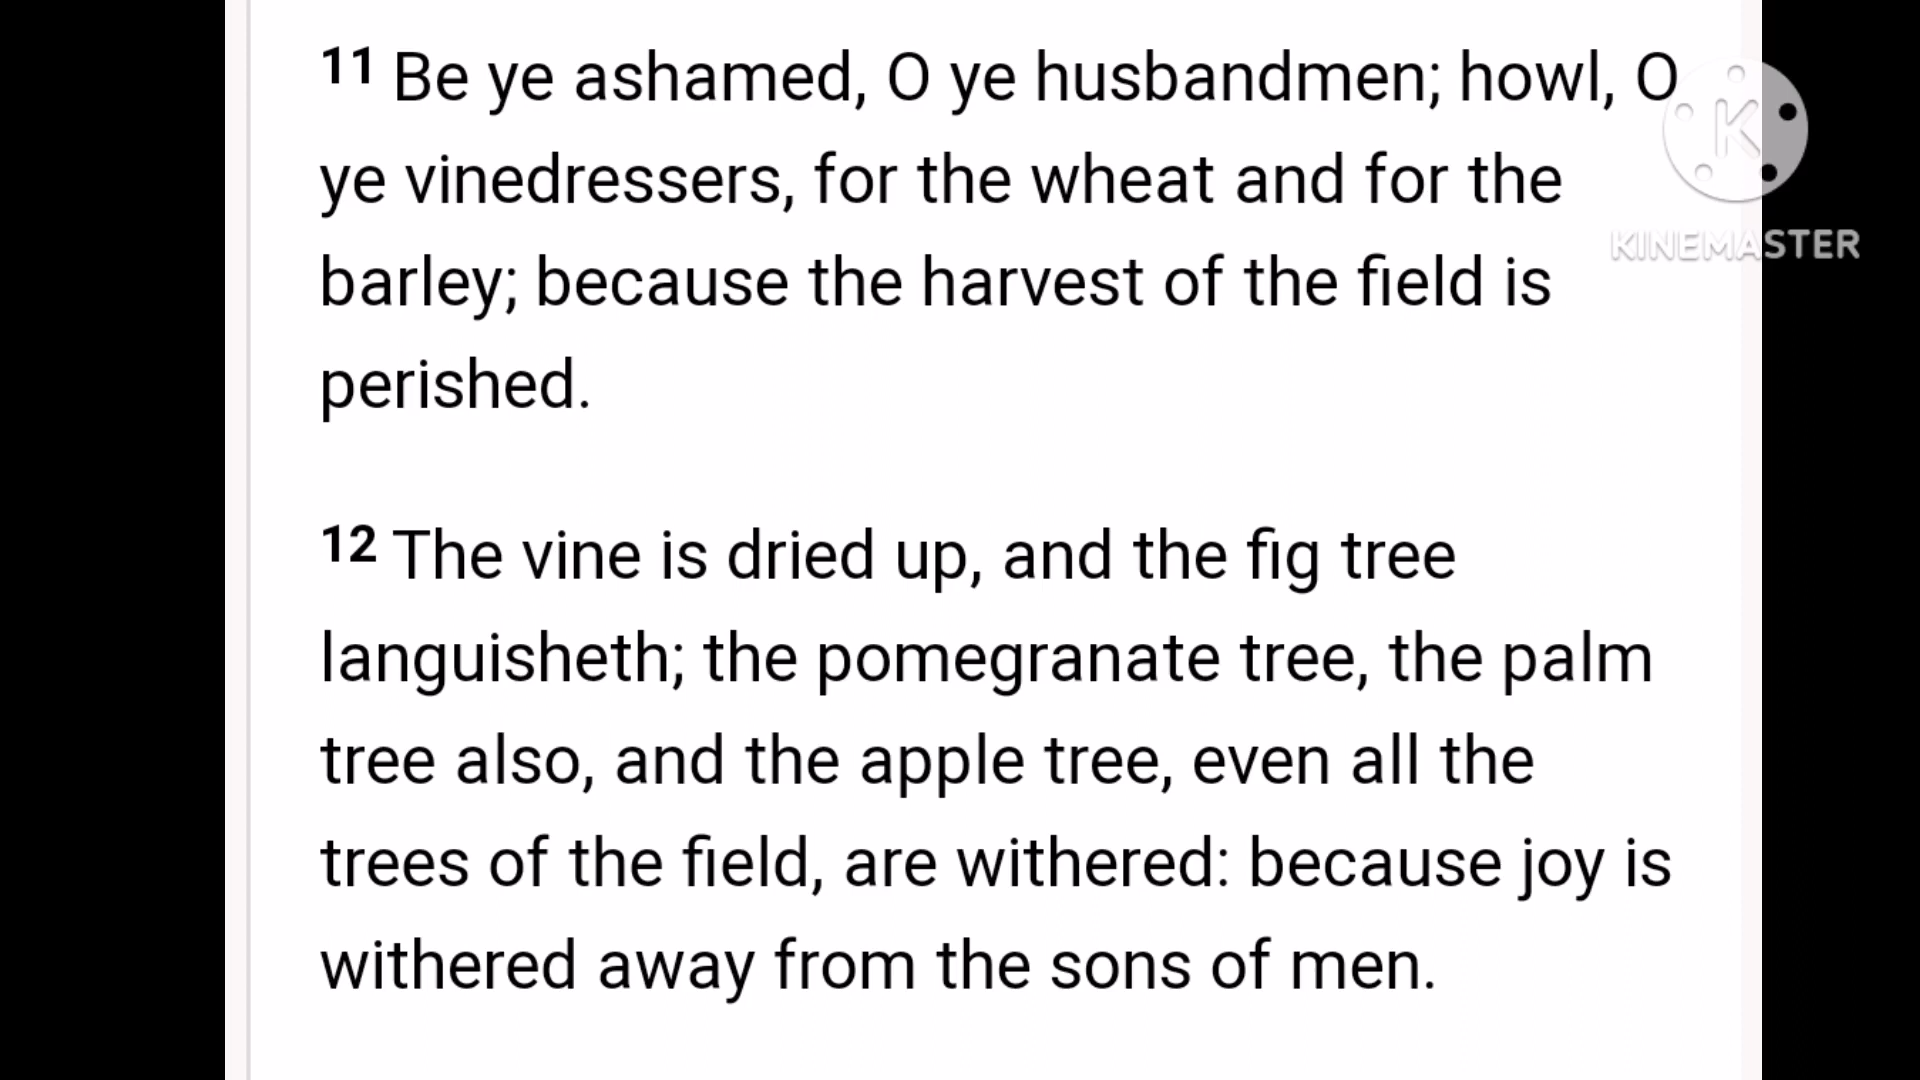 11 Be ye ashamed, O ye husbandmen; howl, O
ye vinedressers, for the wheat and for the
barley; because the harvest of the field is
perished.
12 The vine is dried up, and the fig tree
languisheth; the pomegranate tree, the palm
tree also, and the apple tree, even all the
trees of the field, are withered: because joy is
withered away from the sons of men.
K
KINEMASTER